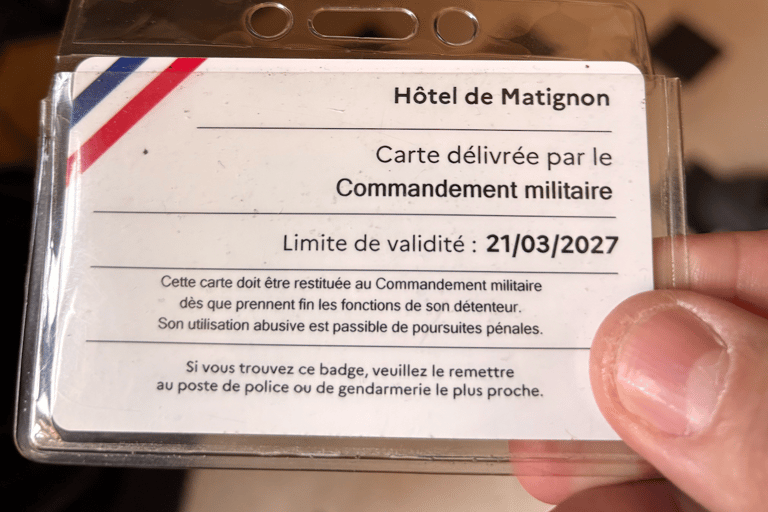 Hôtel de Matignon
Carte délivrée par le
Commandement militaire
Limite de validité : 21/03/2027
Cette carte doit être restituée au Commandement militaire
dès que prennent fin les fonctions de son détenteur.
Son utilisation abusive est passible de poursuites pénales.
Si vous trouvez ce badge, veuillez le remettre
au poste de police ou de gendarmerie le plus proche.